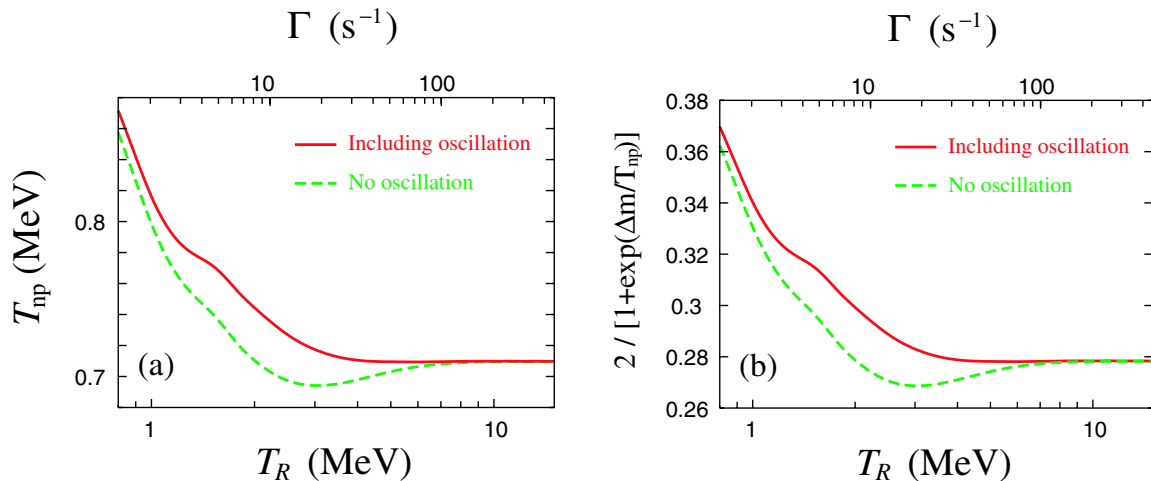 Γ (s⁻¹)
10 100
0.8
0.7
T_np (MeV)
Including oscillation
No oscillation
(a)
1 10
T_R (MeV)
Γ (s⁻¹)
10 100
0.38
0.36
0.34
0.32
0.3
0.28
0.26
2 / [1+exp(Δm/T_np)]
Including oscillation
No oscillation
(b)
1 10
T_R (MeV)